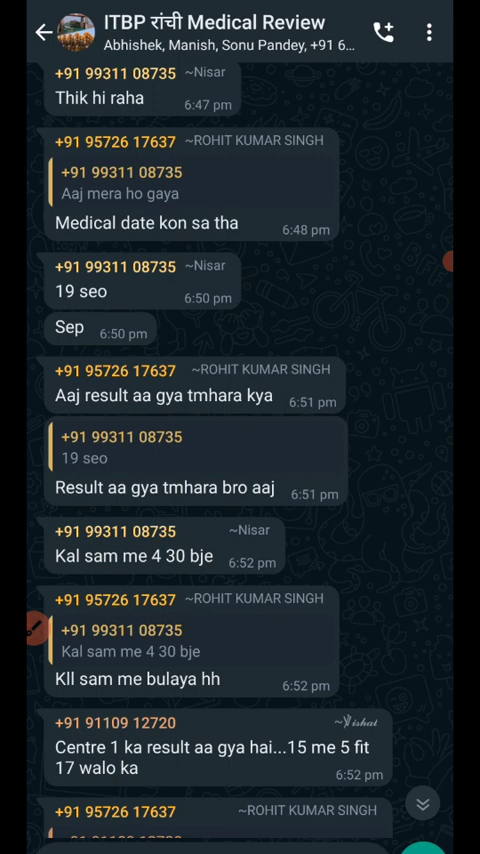 ITBP रांची Medical Review
Abhishek, Manish, Sonu Pandey, +91 6...
+91 99311 08735 ~Nisar
Thik hi raha
6:47 pm
+91 95726 17637 ~ROHIT KUMAR SINGH
+91 99311 08735
Aaj mera ho gaya
Medical date kon sa tha
6:48 pm
+91 99311 08735 ~Nisar
19 seo
6:50 pm
Sep
6:50 pm
+91 95726 17637 ~ROHIT KUMAR SINGH
Aaj result aa gya tmhara kya
6:51 pm
+91 99311 08735
19 seo
Result aa gya tmhara bro aaj
6:51 pm
+91 99311 08735 ~Nisar
Kal sam me 4 30 bje
6:52 pm
+91 95726 17637 ~ROHIT KUMAR SINGH
+91 99311 08735
Kal sam me 4 30 bje
Kll sam me bulaya hh
6:52 pm
+91 91109 12720
Centre 1 ka result aa gya hai...15 me 5 fit
17 walo ka
6:52 pm
+91 95726 17637 ~ROHIT KUMAR SINGH